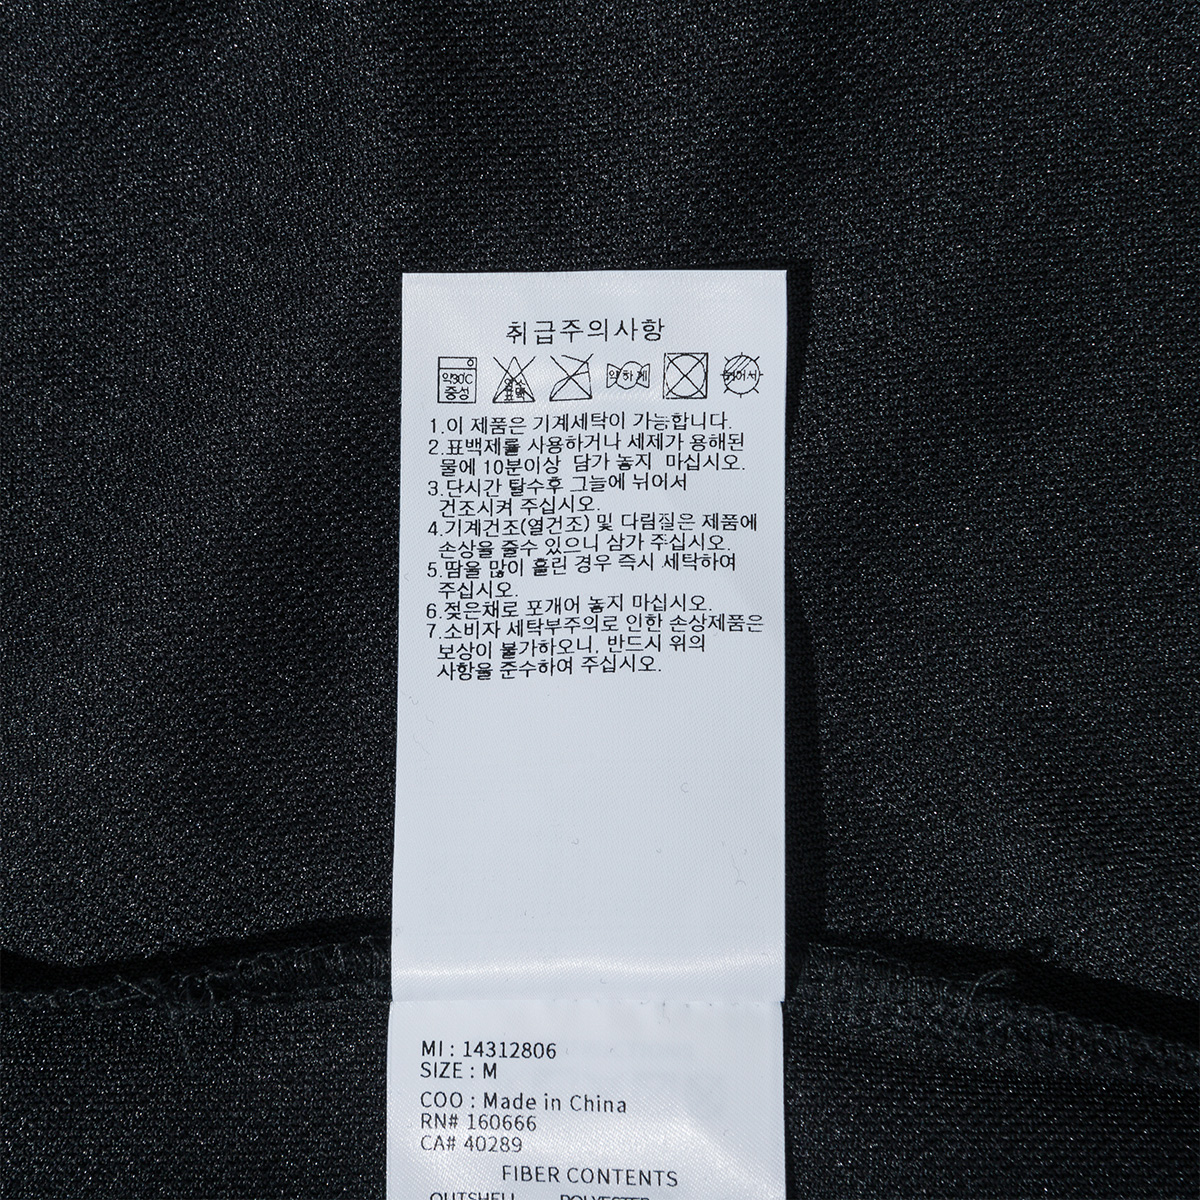 취급주의사항
약30℃ 중성 염소 표백 약하게 뉘어서
1.이 제품은 기계세탁이 가능합니다.
2.표백제를 사용하거나 세제가 용해된
물에 10분이상 담가 놓지 마십시오.
3.단시간 탈수후 그늘에 뉘어서
건조시켜 주십시오.
4.기계건조(열건조) 및 다림질은 제품에
손상을 줄수 있으니 삼가 주십시오.
5.땀을 많이 흘린 경우 즉시 세탁하여
주십시오.
6.젖은채로 포개어 놓지 마십시오.
7.소비자 세탁부주의로 인한 손상제품은
보상이 불가하오니, 반드시 위의
사항을 준수하여 주십시오.
MI : 14312806
SIZE : M
COO : Made in China
RN# 160666
CA# 40289
FIBER CONTENTS
OUTSHELL POLYESTER